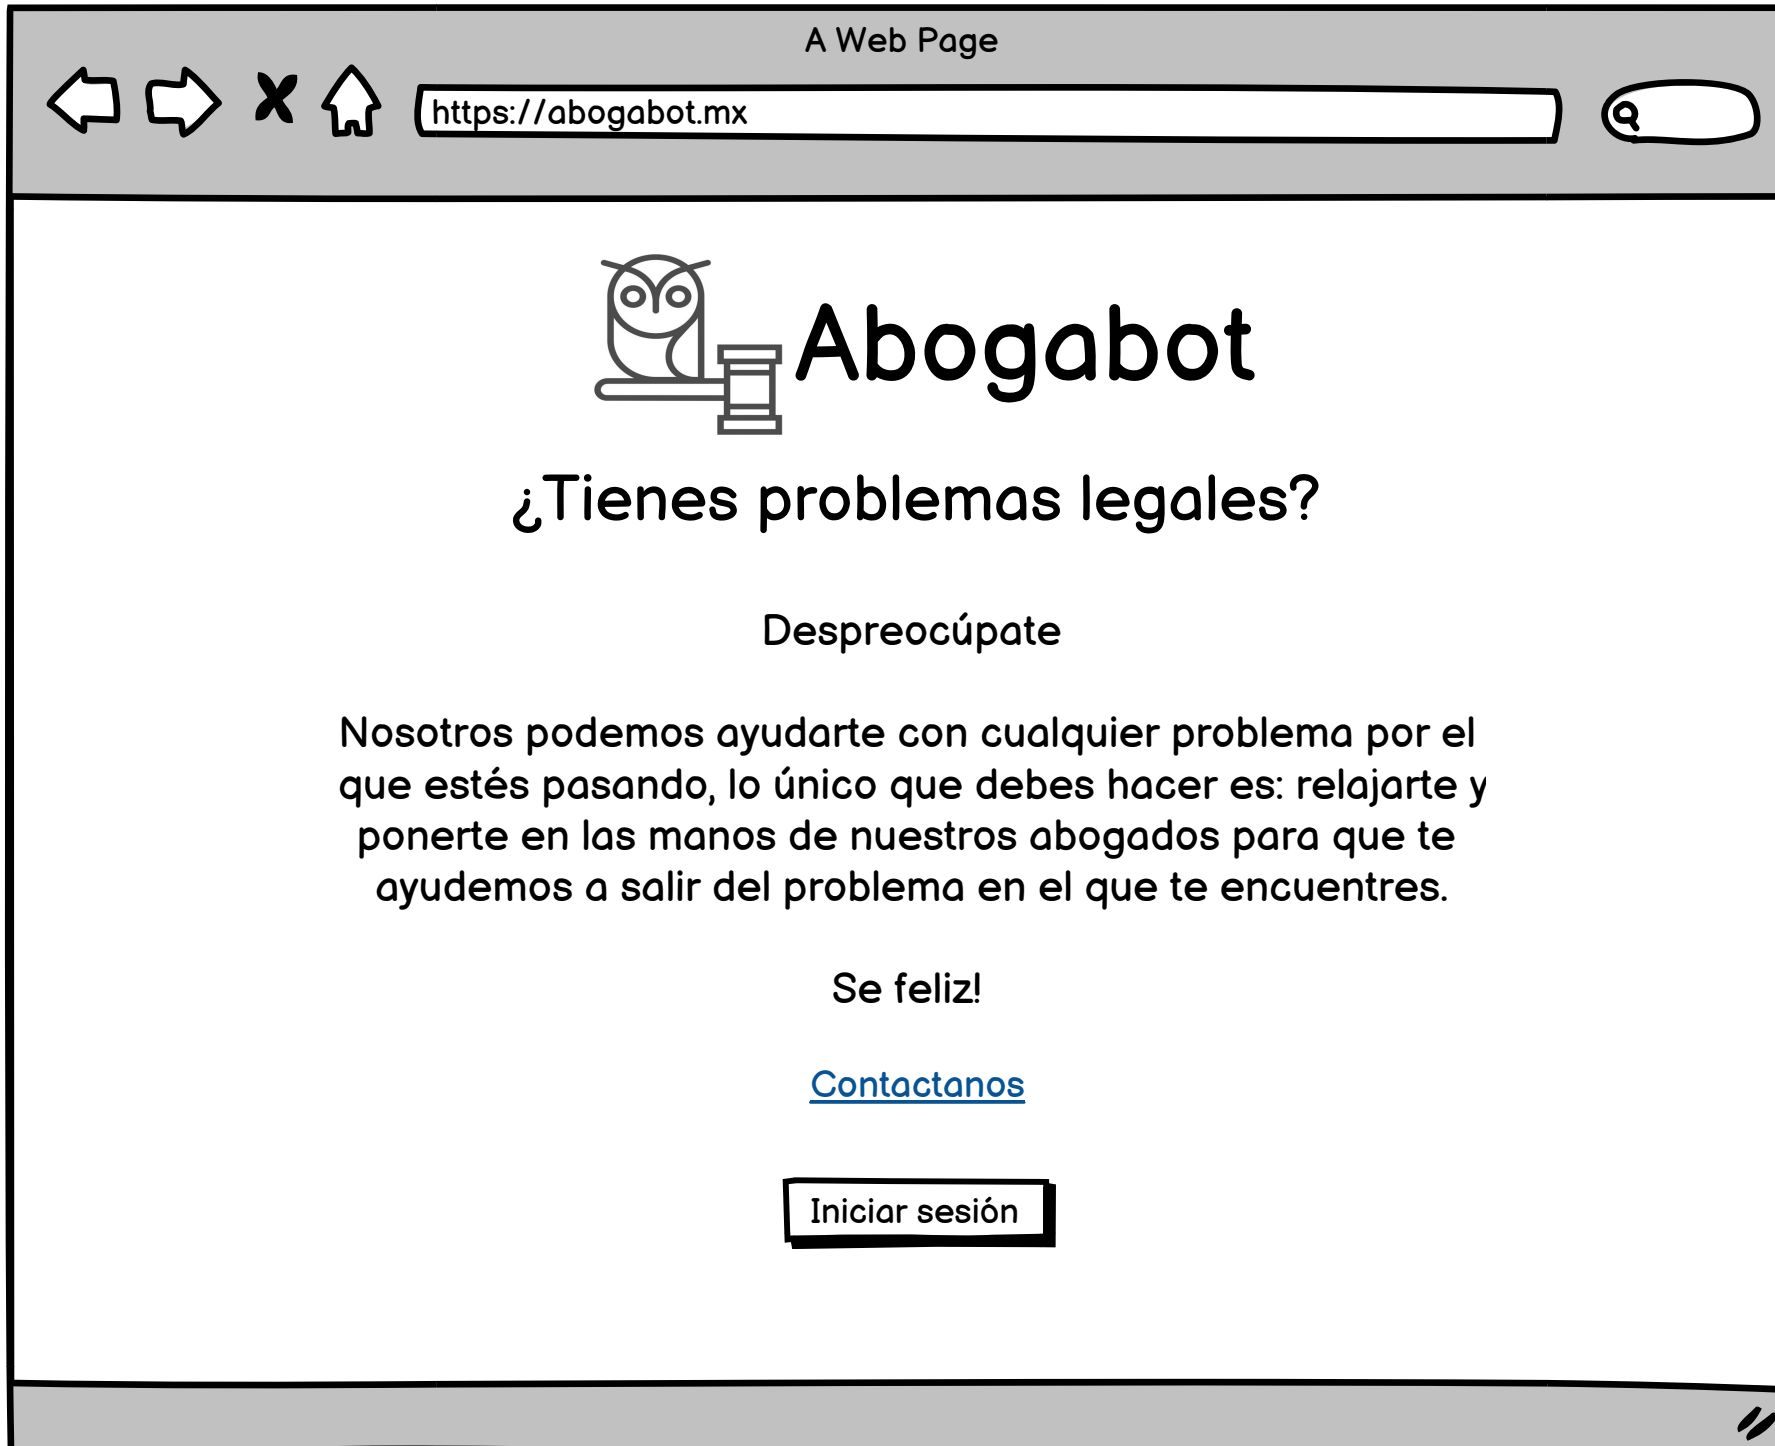 A Web Page
https://abogabot.mx
Abogabot
¿Tienes problemas legales?
Despreocúpate
Nosotros podemos ayudarte con cualquier problema por el
que estés pasando, lo único que debes hacer es: relajarte y
ponerte en las manos de nuestros abogados para que te
ayudemos a salir del problema en el que te encuentres.
Se feliz!
Contactanos
Iniciar sesión